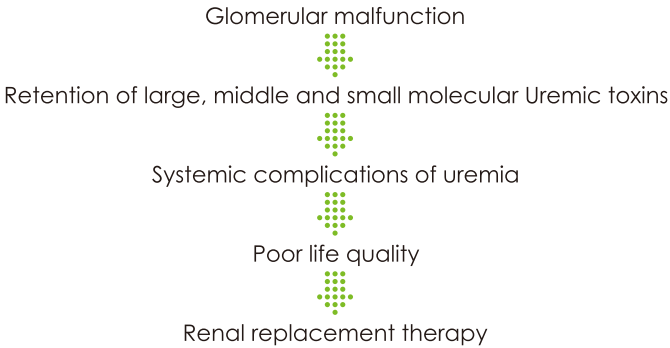 Glomerular malfunction
Retention of large, middle and small molecular Uremic toxins
Systemic complications of uremia
Poor life quality
Renal replacement therapy